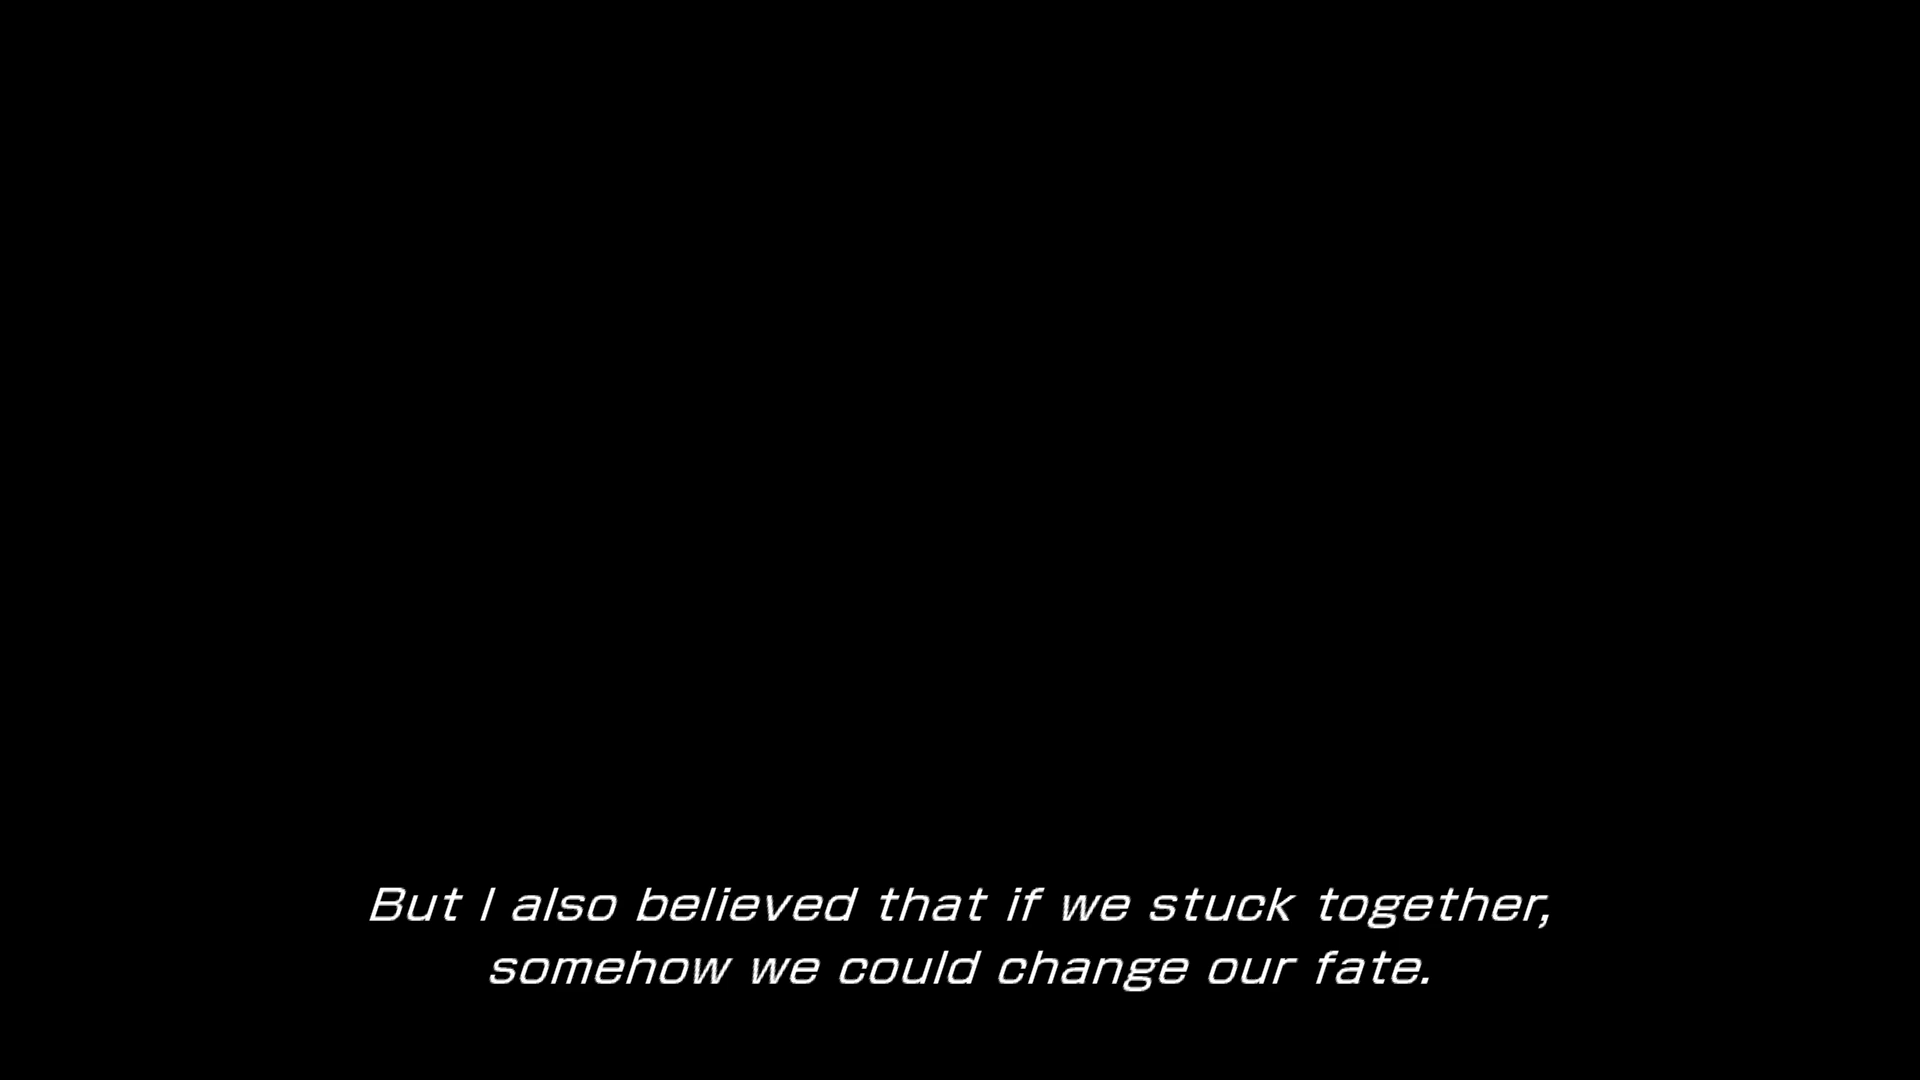 But I also believed that if we stuck together,
somehow we could change our fate.